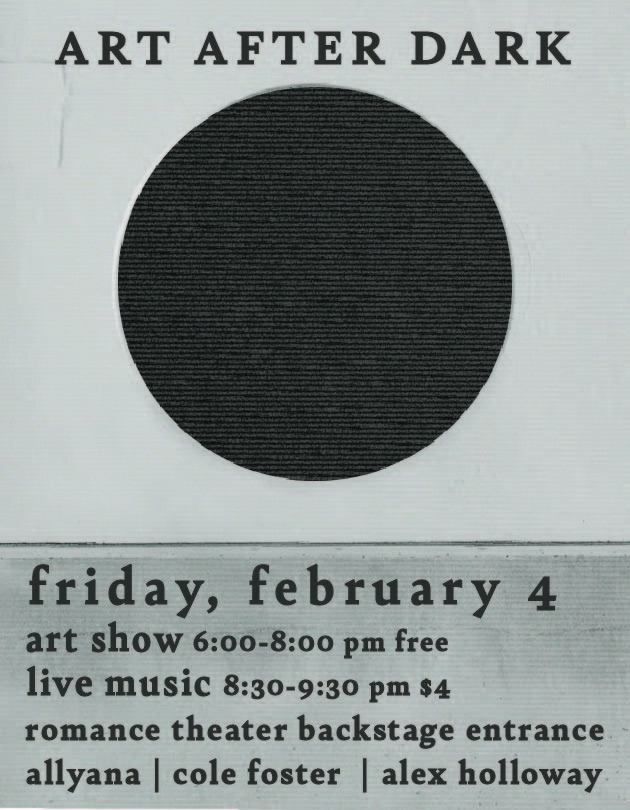 ART AFTER DARK
friday, february 4
art show 6:00-8:00 pm free
live music 8:30-9:30 pm $4
romance theater backstage entrance
allyana | cole foster | alex holloway